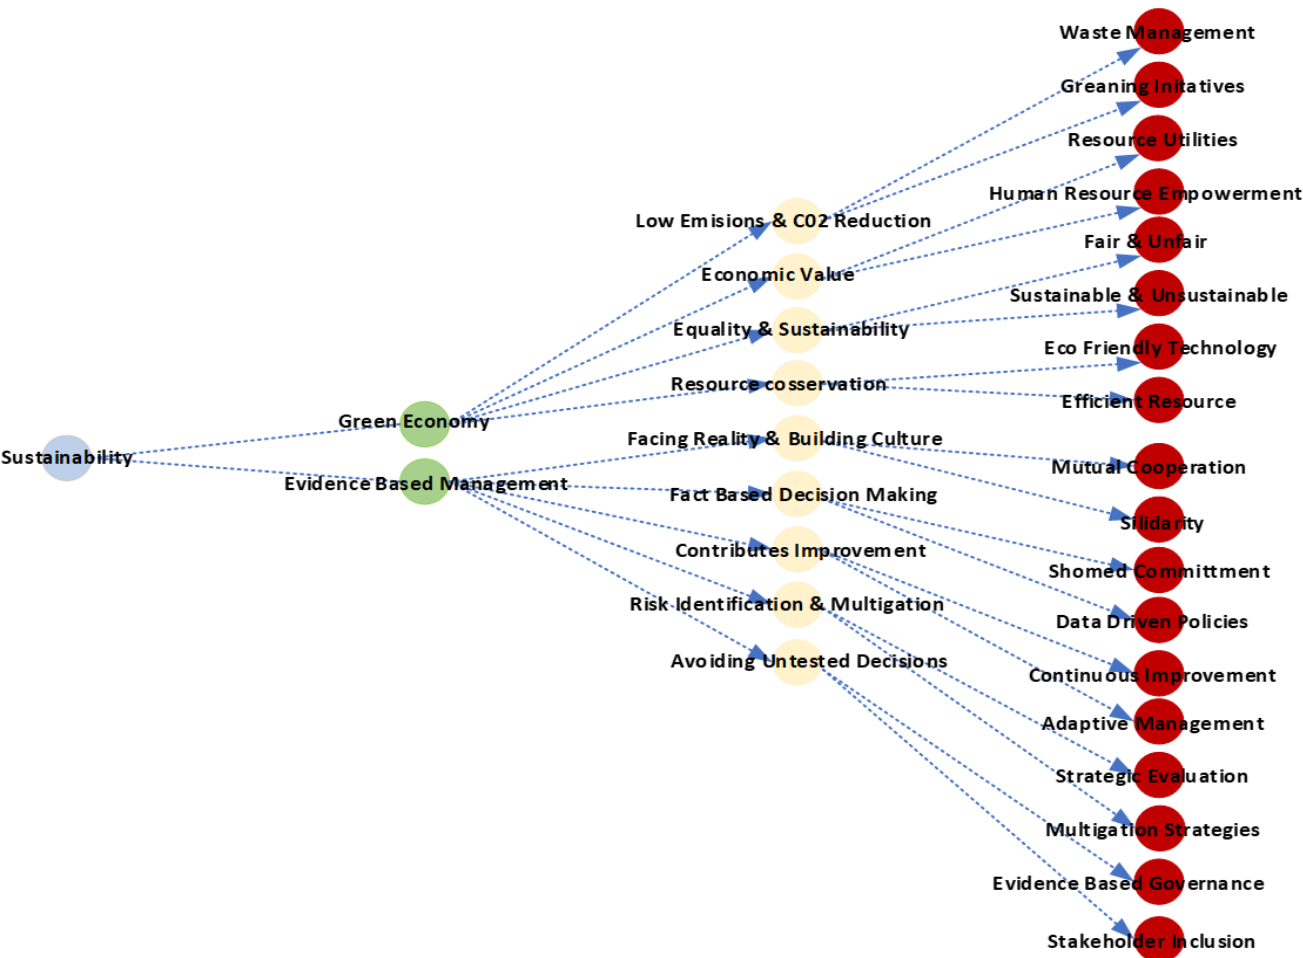 Sustainability
Green Economy
Evidence Based Management
Low Emisions & C02 Reduction
Economic Value
Equality & Sustainability
Resource cosservation
Facing Reality & Building Culture
Fact Based Decision Making
Contributes Improvement
Risk Identification & Multigation
Avoiding Untested Decisions
Waste Management
Greaning Initatives
Resource Utilities
Human Resource Empowerment
Fair & Unfair
Sustainable & Unsustainable
Eco Friendly Technology
Efficient Resource
Mutual Cooperation
Silidarity
Shomed Committment
Data Driven Policies
Continuous Improvement
Adaptive Management
Strategic Evaluation
Multigation Strategies
Evidence Based Governance
Stakeholder Inclusion